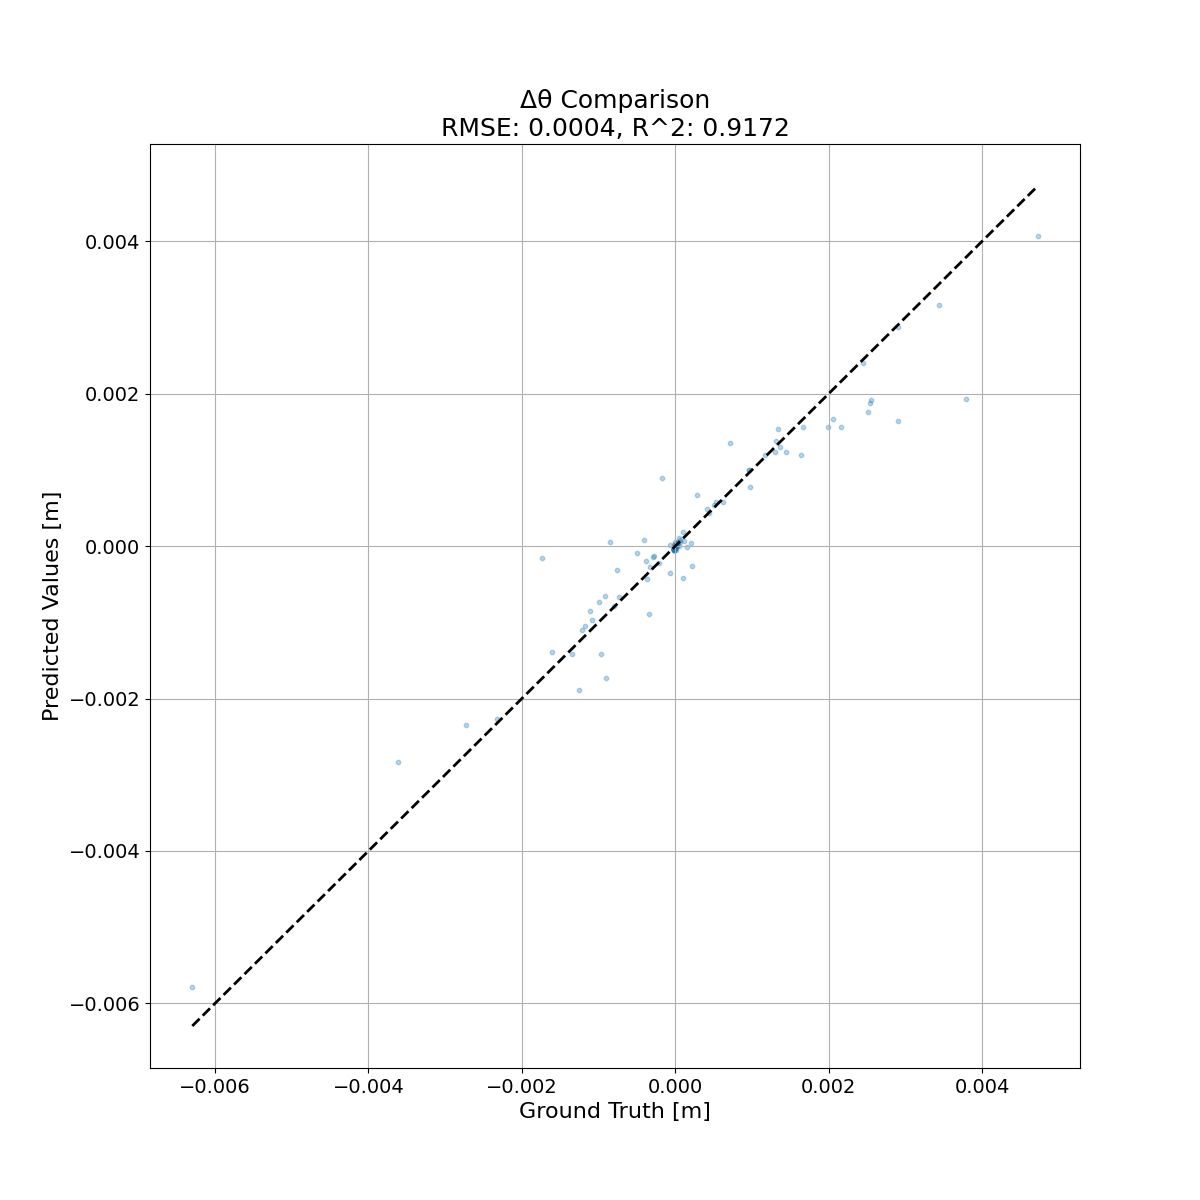 Δθ Comparison
RMSE: 0.0004, R^2: 0.9172
0.004
0.002
0.000
−0.002
−0.004
−0.006
Predicted Values [m]
−0.006 −0.004 −0.002 0.000 0.002 0.004
Ground Truth [m]